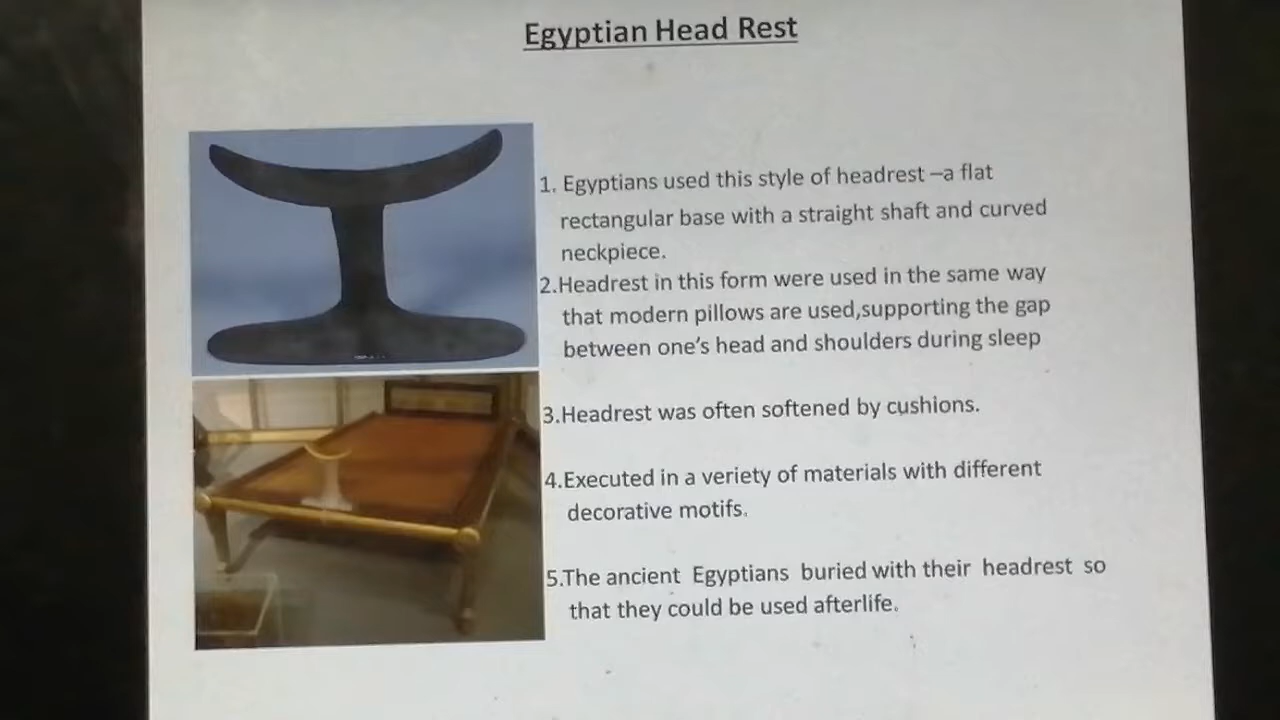 Egyptian Head Rest
1. Egyptians used this style of headrest –a flat
rectangular base with a straight shaft and curved
neckpiece.
2.Headrest in this form were used in the same way
that modern pillows are used,supporting the gap
between one's head and shoulders during sleep
3.Headrest was often softened by cushions.
4.Executed in a veriety of materials with different
decorative motifs.
5.The ancient Egyptians buried with their headrest so
that they could be used afterlife.